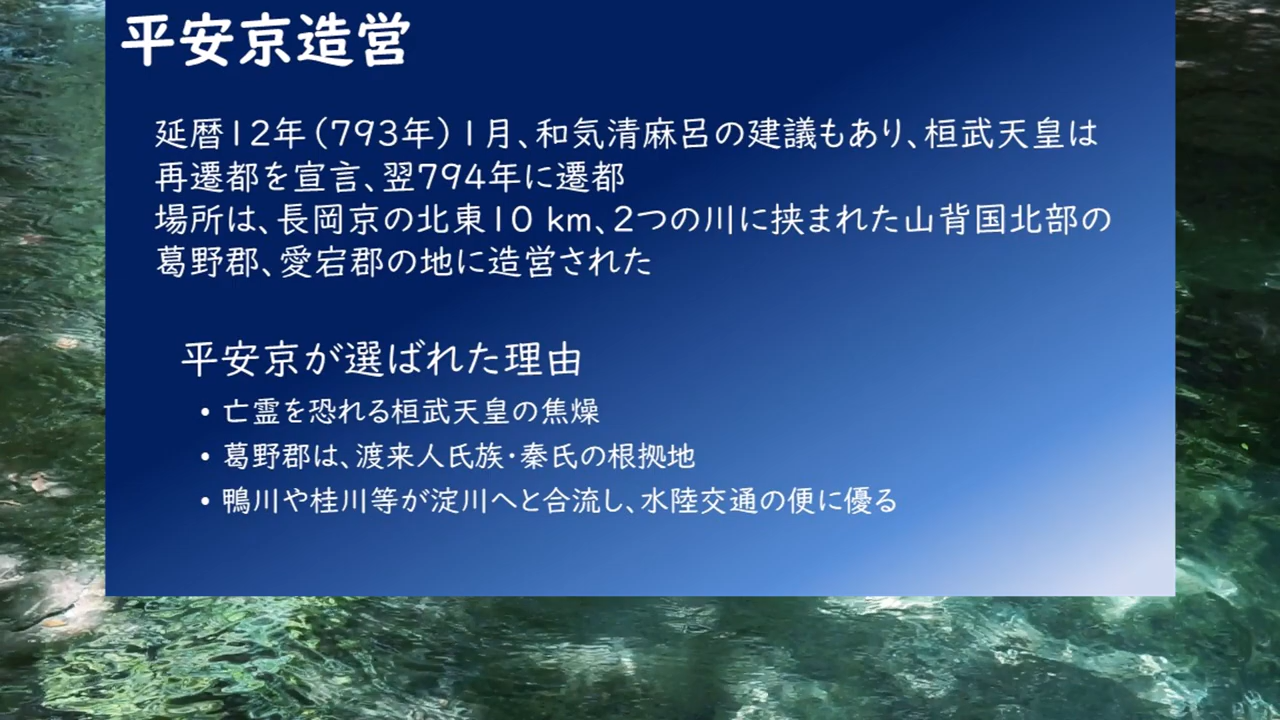 平安京造営
延暦12年(793年)1月、和気清麻呂の建議もあり、桓武天皇は
再遷都を宣言、翌794年に遷都
場所は、長岡京の北東10 km、2つの川に挟まれた山背国北部の
葛野郡、愛宕郡の地に造営された
平安京が選ばれた理由
• 亡霊を恐れる桓武天皇の焦燥
• 葛野郡は、渡来人氏族・秦氏の根拠地
• 鴨川や桂川等が淀川へと合流し、水陸交通の便に優る